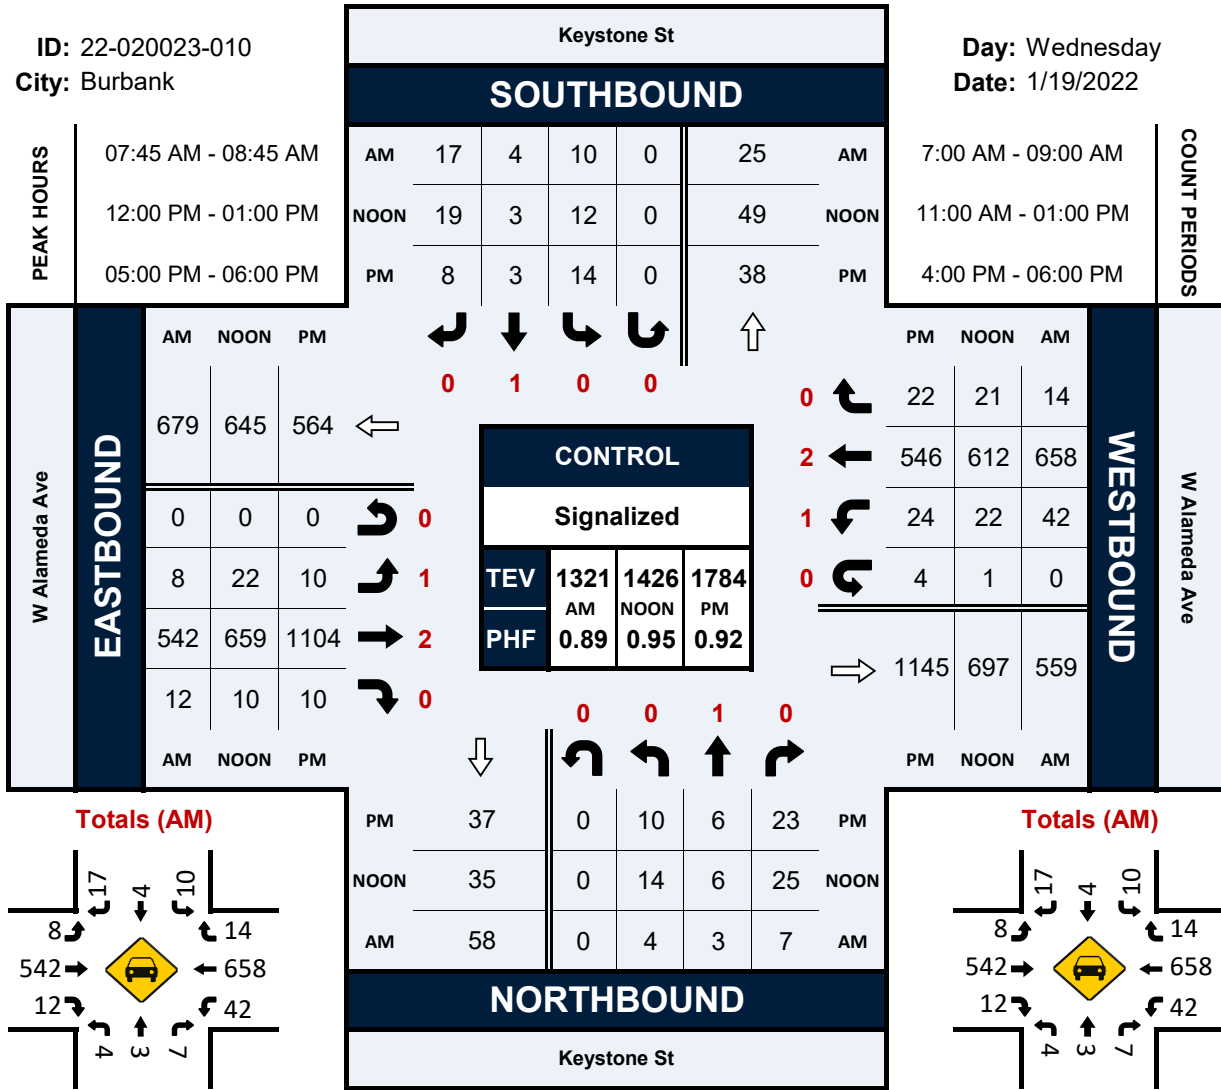 Keystone St
ID: 22-020023-010
Day: Wednesday
City: Burbank
SOUTHBOUND
Date: 1/19/2022
PEAK HOURS
07:45 AM - 08:45 AM
AM 17 4 10 0 25 AM
7:00 AM - 09:00 AM
COUNT PERIODS
12:00 PM - 01:00 PM
NOON 19 3 12 0 49 NOON
11:00 AM - 01:00 PM
05:00 PM - 06:00 PM
PM 8 3 14 0 38 PM
4:00 PM - 06:00 PM
0 1 0 0
W Alameda Ave
EASTBOUND
AM NOON PM
679 645 564
0 0 0 0
8 22 10 1
542 659 1104 2
12 10 10 0
AM NOON PM
CONTROL
Signalized
TEV 1321 1426 1784
AM NOON PM
PHF 0.89 0.95 0.92
PM NOON AM
0 22 21 14
2 546 612 658
1 24 22 42
0 4 1 0
1145 697 559
PM NOON AM
WESTBOUND
W Alameda Ave
0 0 1 0
PM 37 0 10 6 23 PM
NOON 35 0 14 6 25 NOON
AM 58 0 4 3 7 AM
NORTHBOUND
Keystone St
Totals (AM)
17 4 10
8 14
542 658
12 42
4 3 7
Totals (AM)
17 4 10
8 14
542 658
12 42
4 3 7